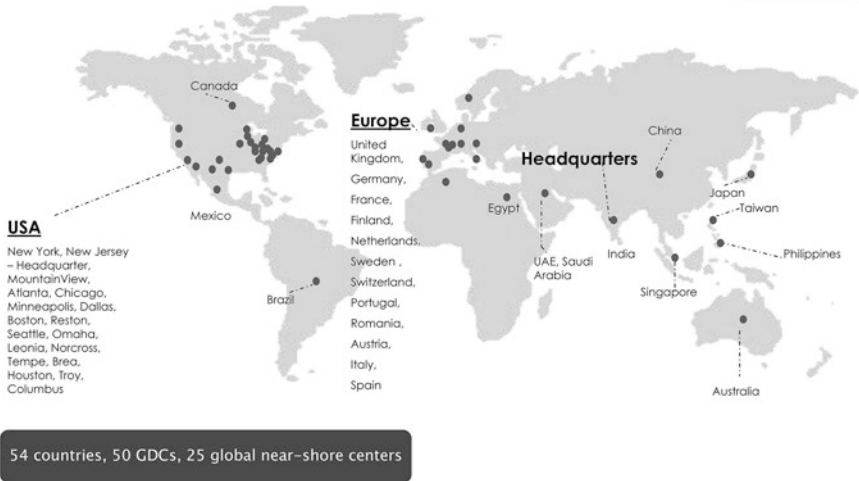 Canada
Mexico
USA
New York, New Jersey
– Headquarter,
MountainView,
Atlanta, Chicago,
Minneapolis, Dallas,
Boston, Reston,
Seattle, Omaha,
Leonia, Norcross,
Tempe, Brea,
Houston, Troy,
Columbus
Brazil
Europe
United
Kingdom,
Germany,
France,
Finland,
Netherlands,
Sweden ,
Switzerland,
Portugal,
Romania,
Austria,
Italy,
Spain
Egypt
UAE, Saudi
Arabia
Headquarters
India
China
Japan
Taiwan
Philippines
Singapore
Australia
54 countries, 50 GDCs, 25 global near-shore centers